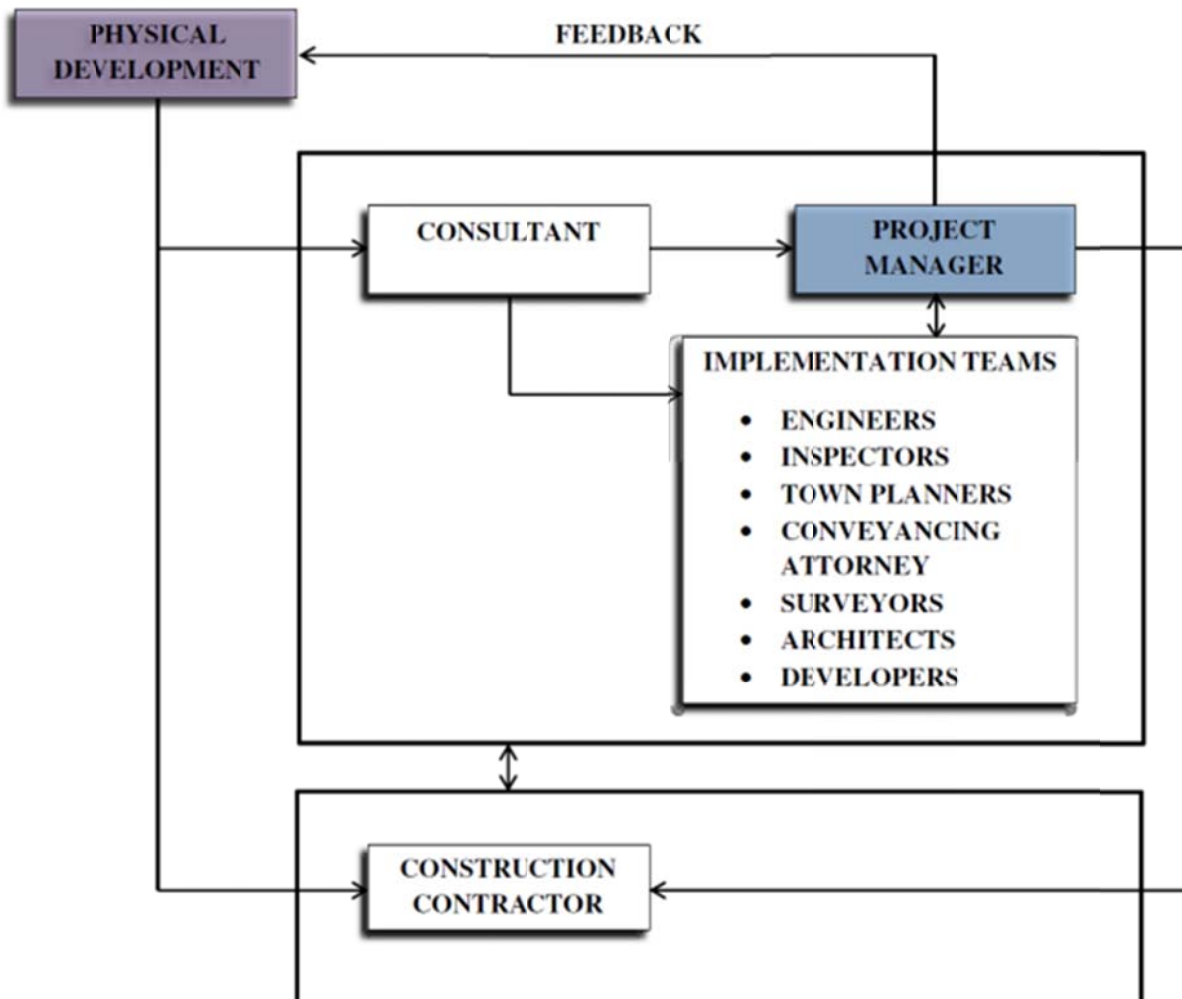 PHYSICAL
DEVELOPMENT
FEEDBACK
CONSULTANT
PROJECT
MANAGER
IMPLEMENTATION TEAMS
• ENGINEERS
• INSPECTORS
• TOWN PLANNERS
• CONVEYANCING
ATTORNEY
• SURVEYORS
• ARCHITECTS
• DEVELOPERS
CONSTRUCTION
CONTRACTOR